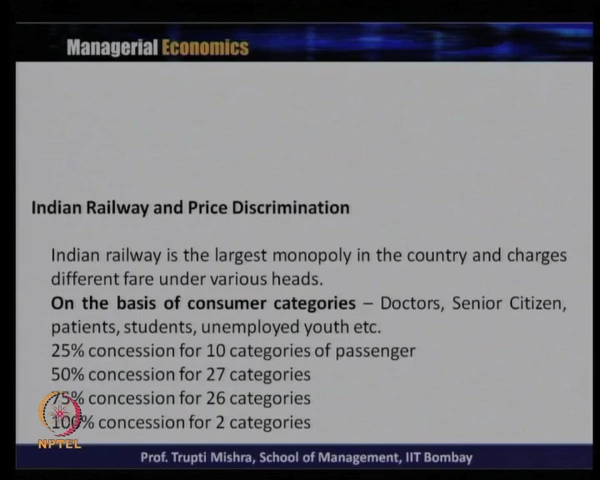 Managerial Economics
Indian Railway and Price Discrimination
Indian railway is the largest monopoly in the country and charges
different fare under various heads.
On the basis of consumer categories – Doctors, Senior Citizen,
patients, students, unemployed youth etc.
25% concession for 10 categories of passenger
50% concession for 27 categories
75% concession for 26 categories
100% concession for 2 categories
NPTEL
Prof. Trupti Mishra, School of Management, IIT Bombay